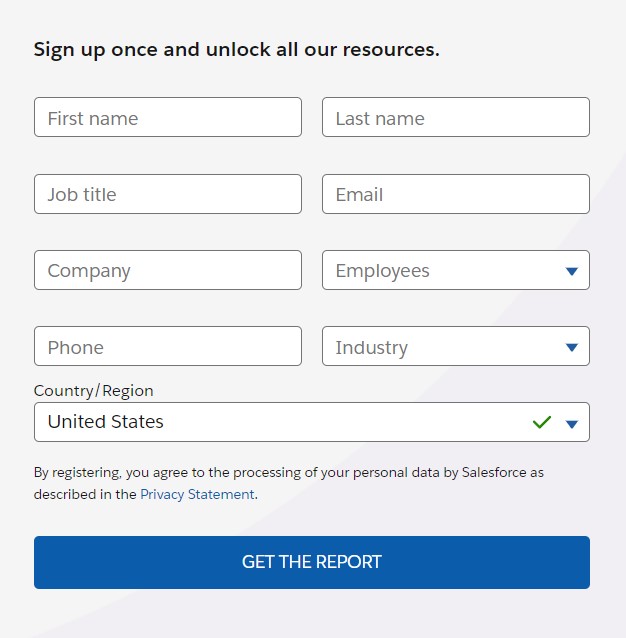 Sign up once and unlock all our resources.
First name
Last name
Job title
Email
Company
Employees
Phone
Industry
Country/Region
United States
By registering, you agree to the processing of your personal data by Salesforce as
described in the Privacy Statement.
GET THE REPORT